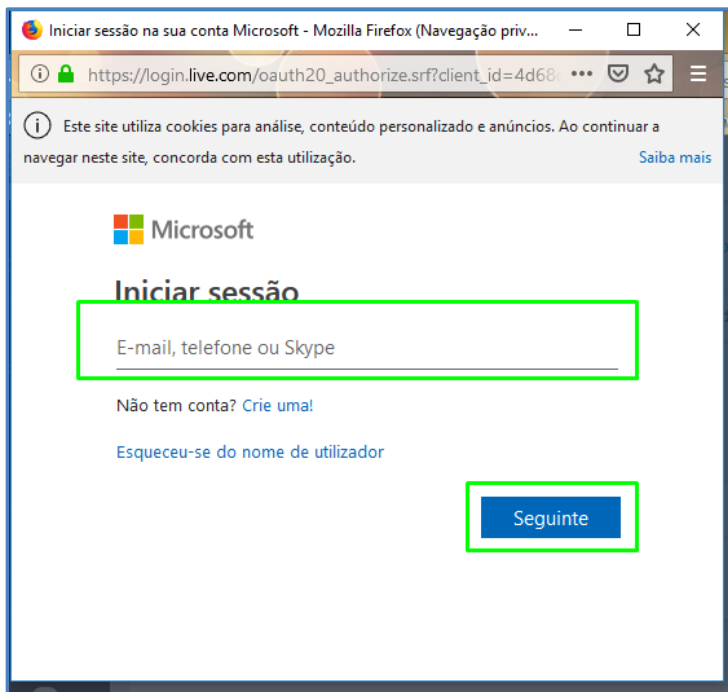 Iniciar sessão na sua conta Microsoft - Mozilla Firefox (Navegação priv...
https://login.live.com/oauth20_authorize.srf?client_id=4d68
Este site utiliza cookies para análise, conteúdo personalizado e anúncios. Ao continuar a
navegar neste site, concorda com esta utilização.
Saiba mais
Microsoft
Iniciar sessão
E-mail, telefone ou Skype
Não tem conta? Crie uma!
Esqueceu-se do nome de utilizador
Seguinte